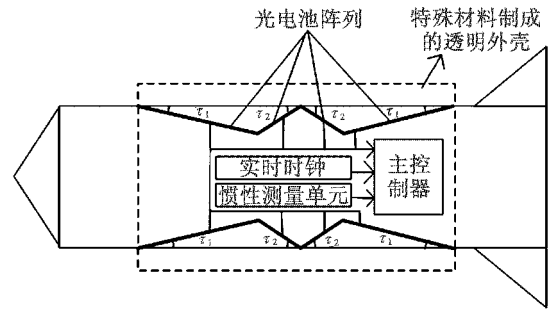 光电池阵列
特殊材料制成
的透明外壳
τ1 τ2 τ2 τ1
实时时钟
惯性测量单元
主控
制器
τ1 τ2 τ2 τ1